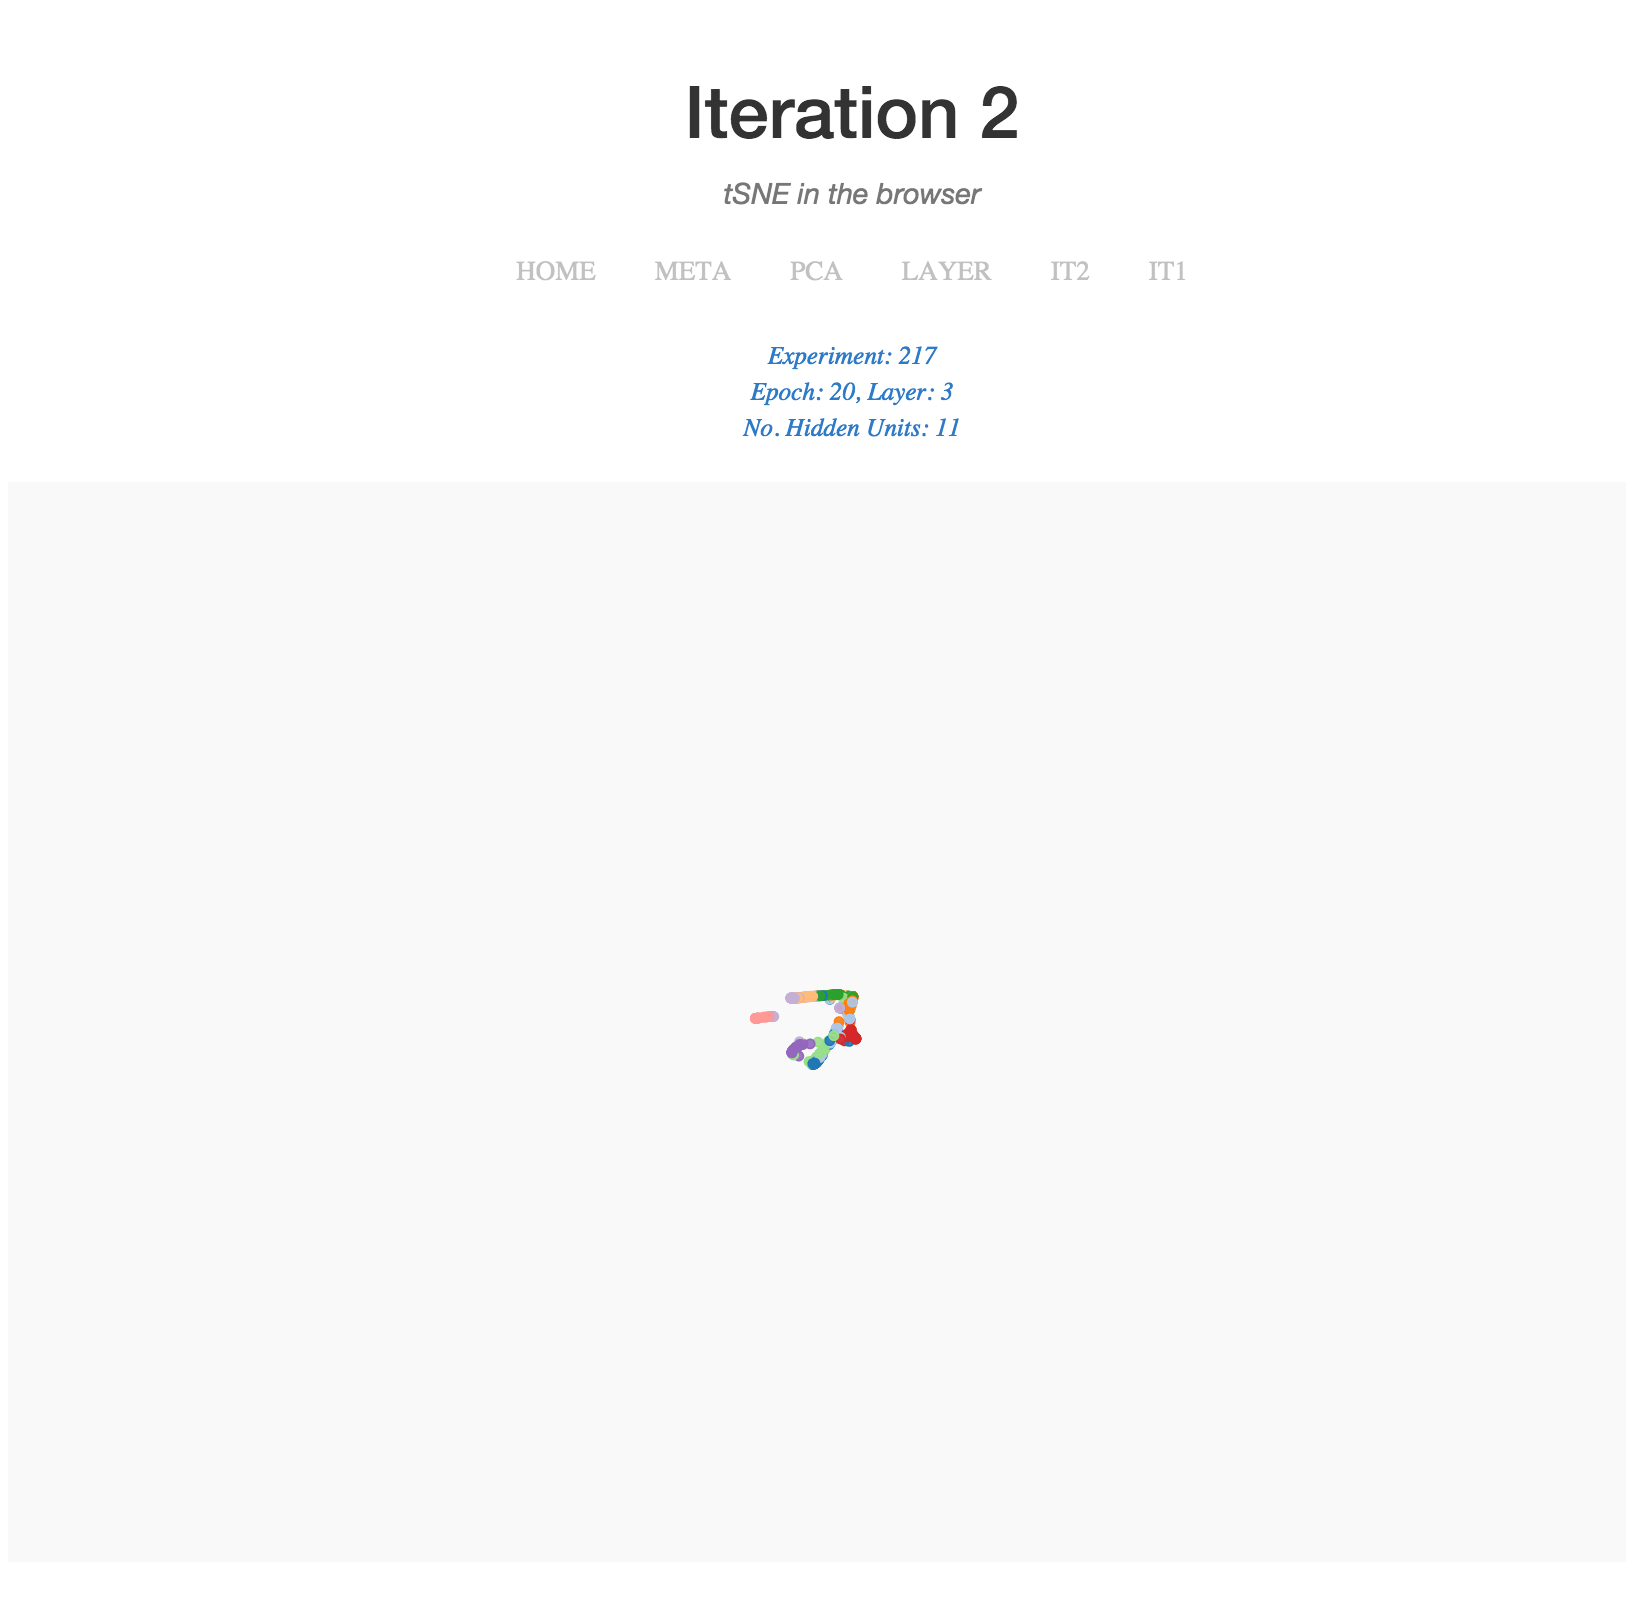 Iteration 2
tSNE in the browser
HOME META PCA LAYER IT2 IT1
Experiment: 217
Epoch: 20, Layer: 3
No. Hidden Units: 11